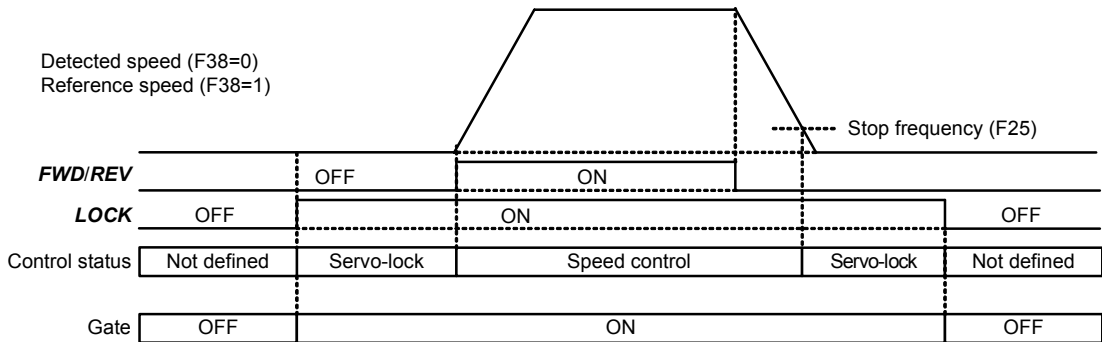 Detected speed (F38=0)
Reference speed (F38=1)
Stop frequency (F25)
FWD/REV OFF ON
LOCK OFF ON OFF
Control status Not defined Servo-lock Speed control Servo-lock Not defined
Gate OFF ON OFF